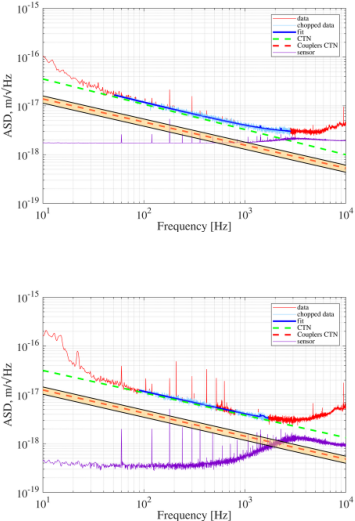 10-15
10-16
10-17
10-18
10-19
ASD, m/√Hz
data
chopped data
fit
CTN
Couplers CTN
sensor
101
102
103
104
Frequency [Hz]
10-15
10-16
10-17
10-18
10-19
ASD, m/√Hz
data
chopped data
fit
CTN
Couplers CTN
sensor
101
102
103
104
Frequency [Hz]